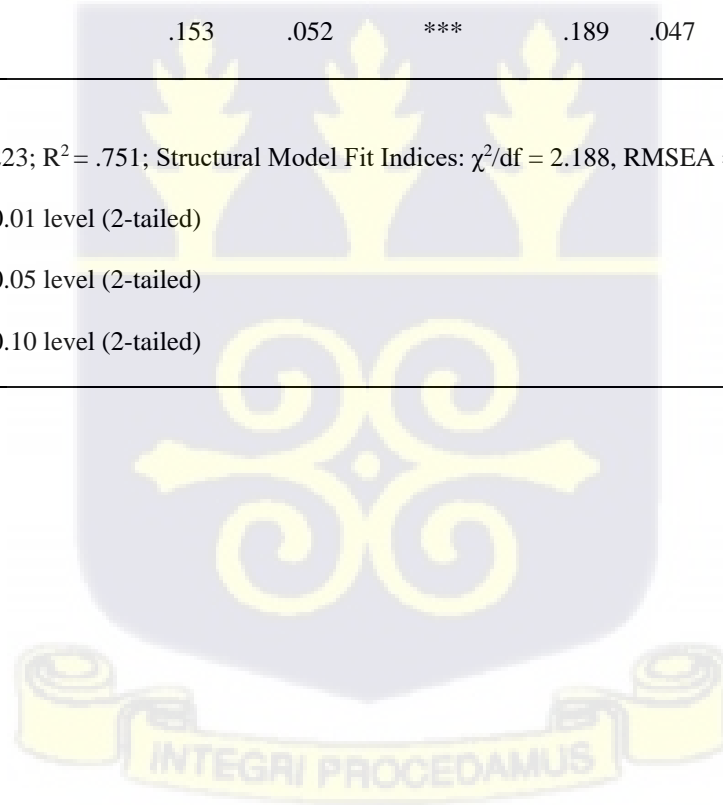 .153 .052 *** .189 .047
.23; R² = .751; Structural Model Fit Indices: χ²/df = 2.188, RMSEA
0.01 level (2-tailed)
0.05 level (2-tailed)
0.10 level (2-tailed)
INTEGRI PROCEDAMUS